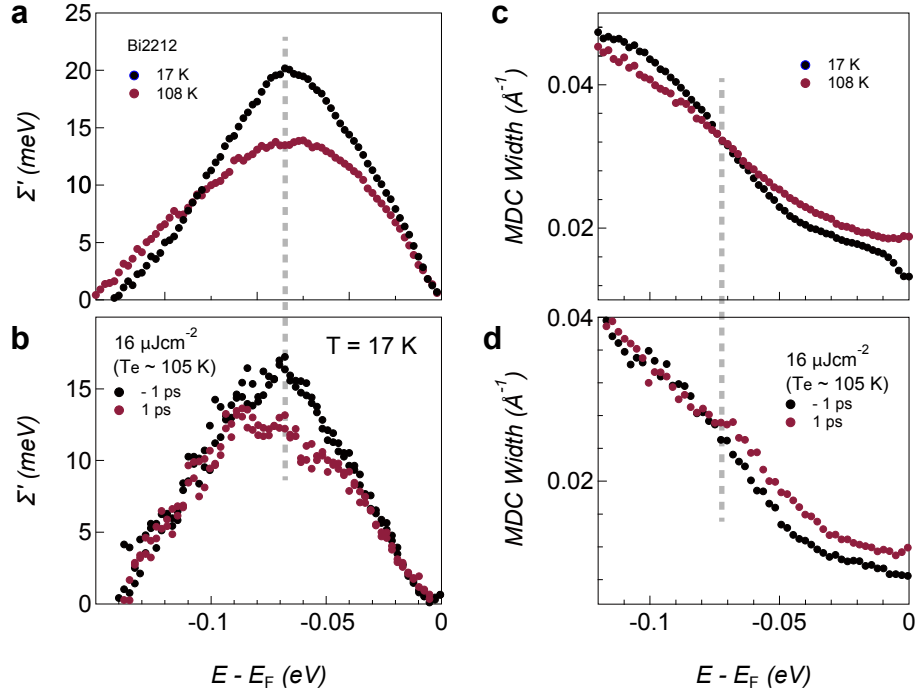 a
25
20
15
10
5
0
Σ' (meV)
Bi2212
17 K
108 K
b
15
10
5
0
Σ' (meV)
16 μJcm-2
(Te ~ 105 K)
- 1 ps
1 ps
T = 17 K
-0.1
-0.05
0
E - EF (eV)
c
0.04
0.02
MDC Width (Å-1)
17 K
108 K
d
0.04
0.02
MDC Width (Å-1)
16 μJcm-2
(Te ~ 105 K)
- 1 ps
1 ps
-0.1
-0.05
0
E - EF (eV)